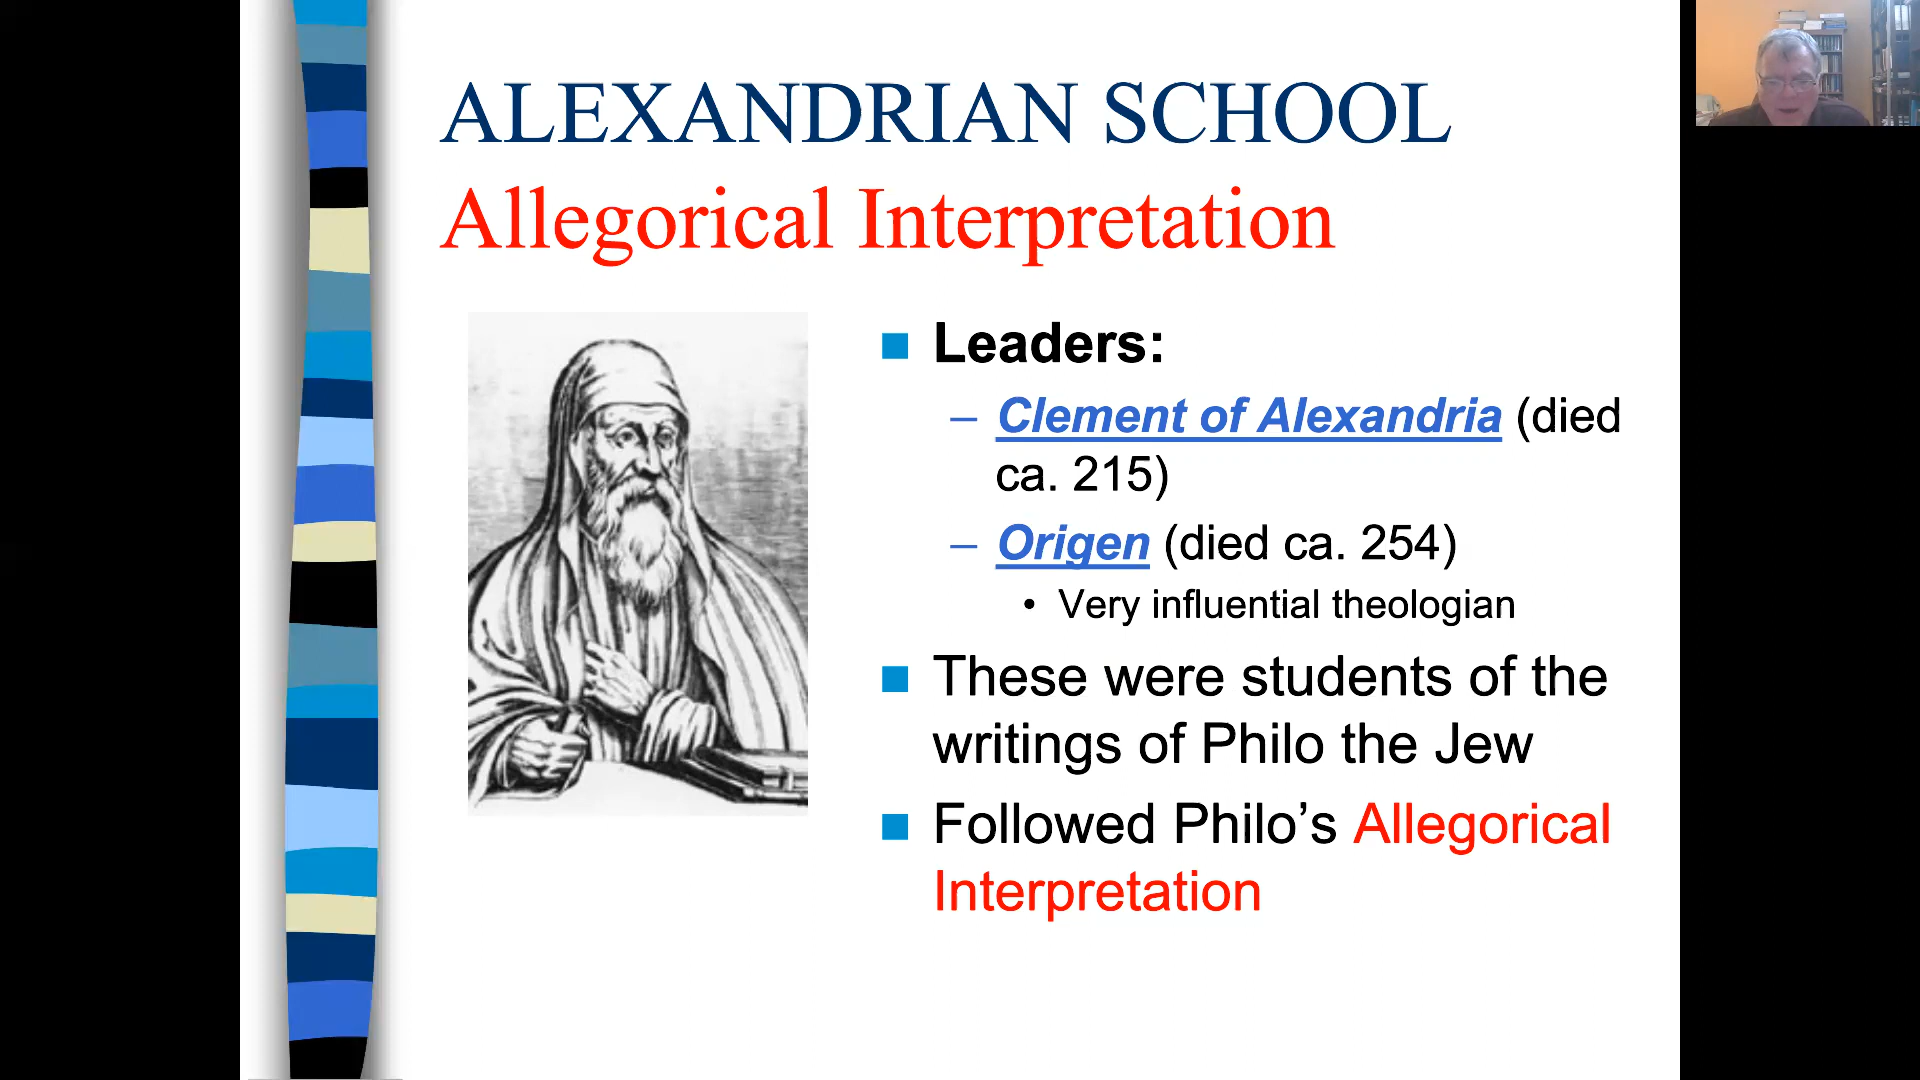 ALEXANDRIAN SCHOOL
Allegorical Interpretation
■ Leaders:
– Clement of Alexandria (died
ca. 215)
– Origen (died ca. 254)
• Very influential theologian
■ These were students of the
writings of Philo the Jew
■ Followed Philo’s Allegorical
Interpretation